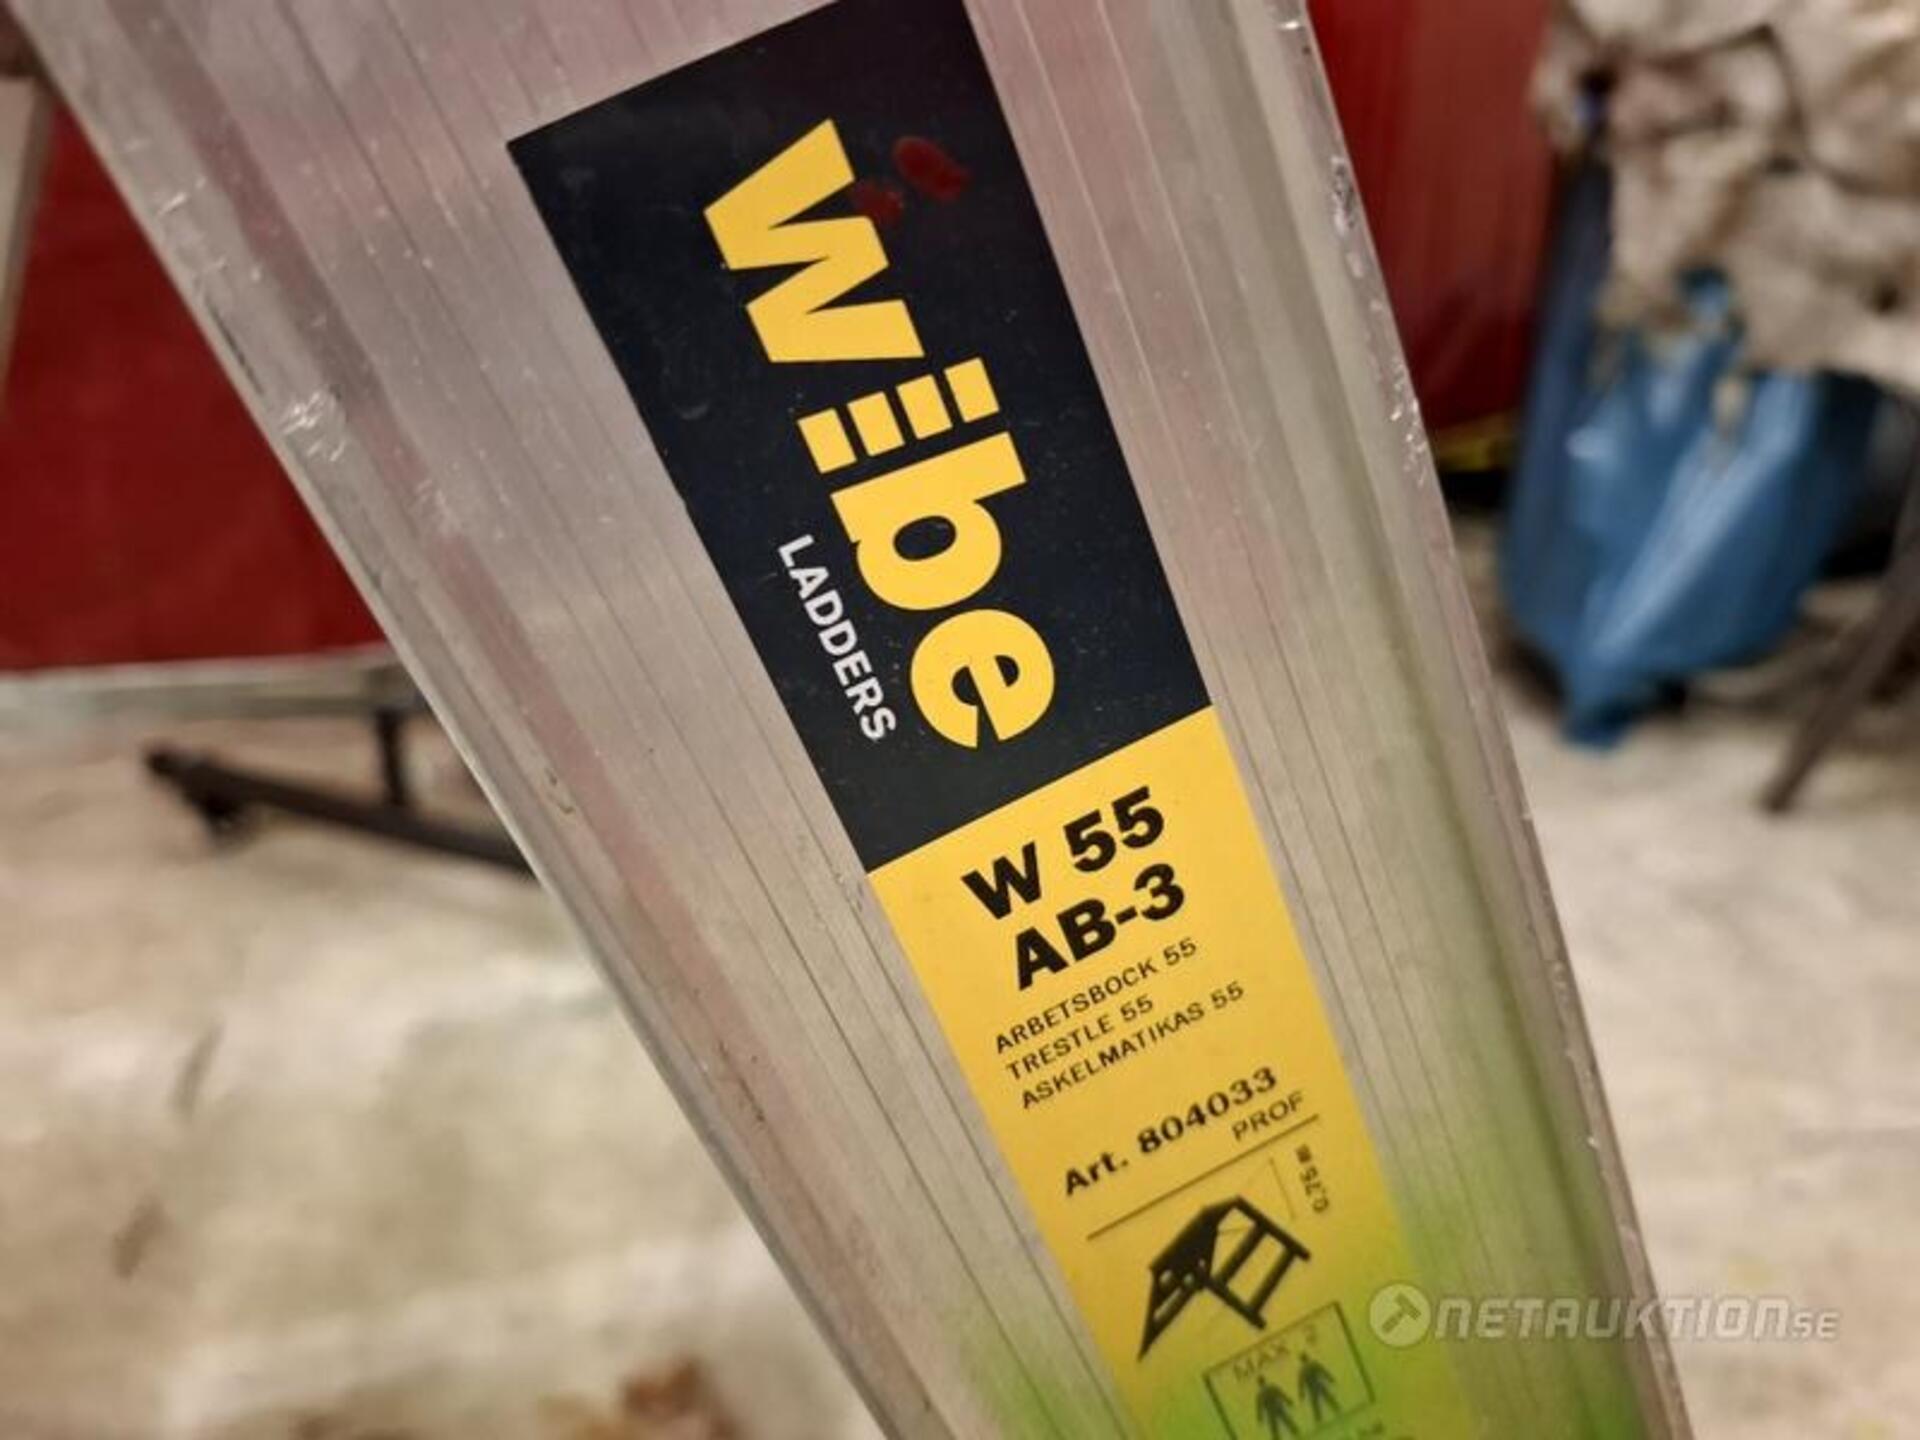 wibe
LADDERS
W 55
AB-3
ARBETSBOCK 55
TRESTLE 55
ASKELMATIKAS 55
Art. 804033
PROF
0,75 m
MAX 2
NETAUKTION.SE